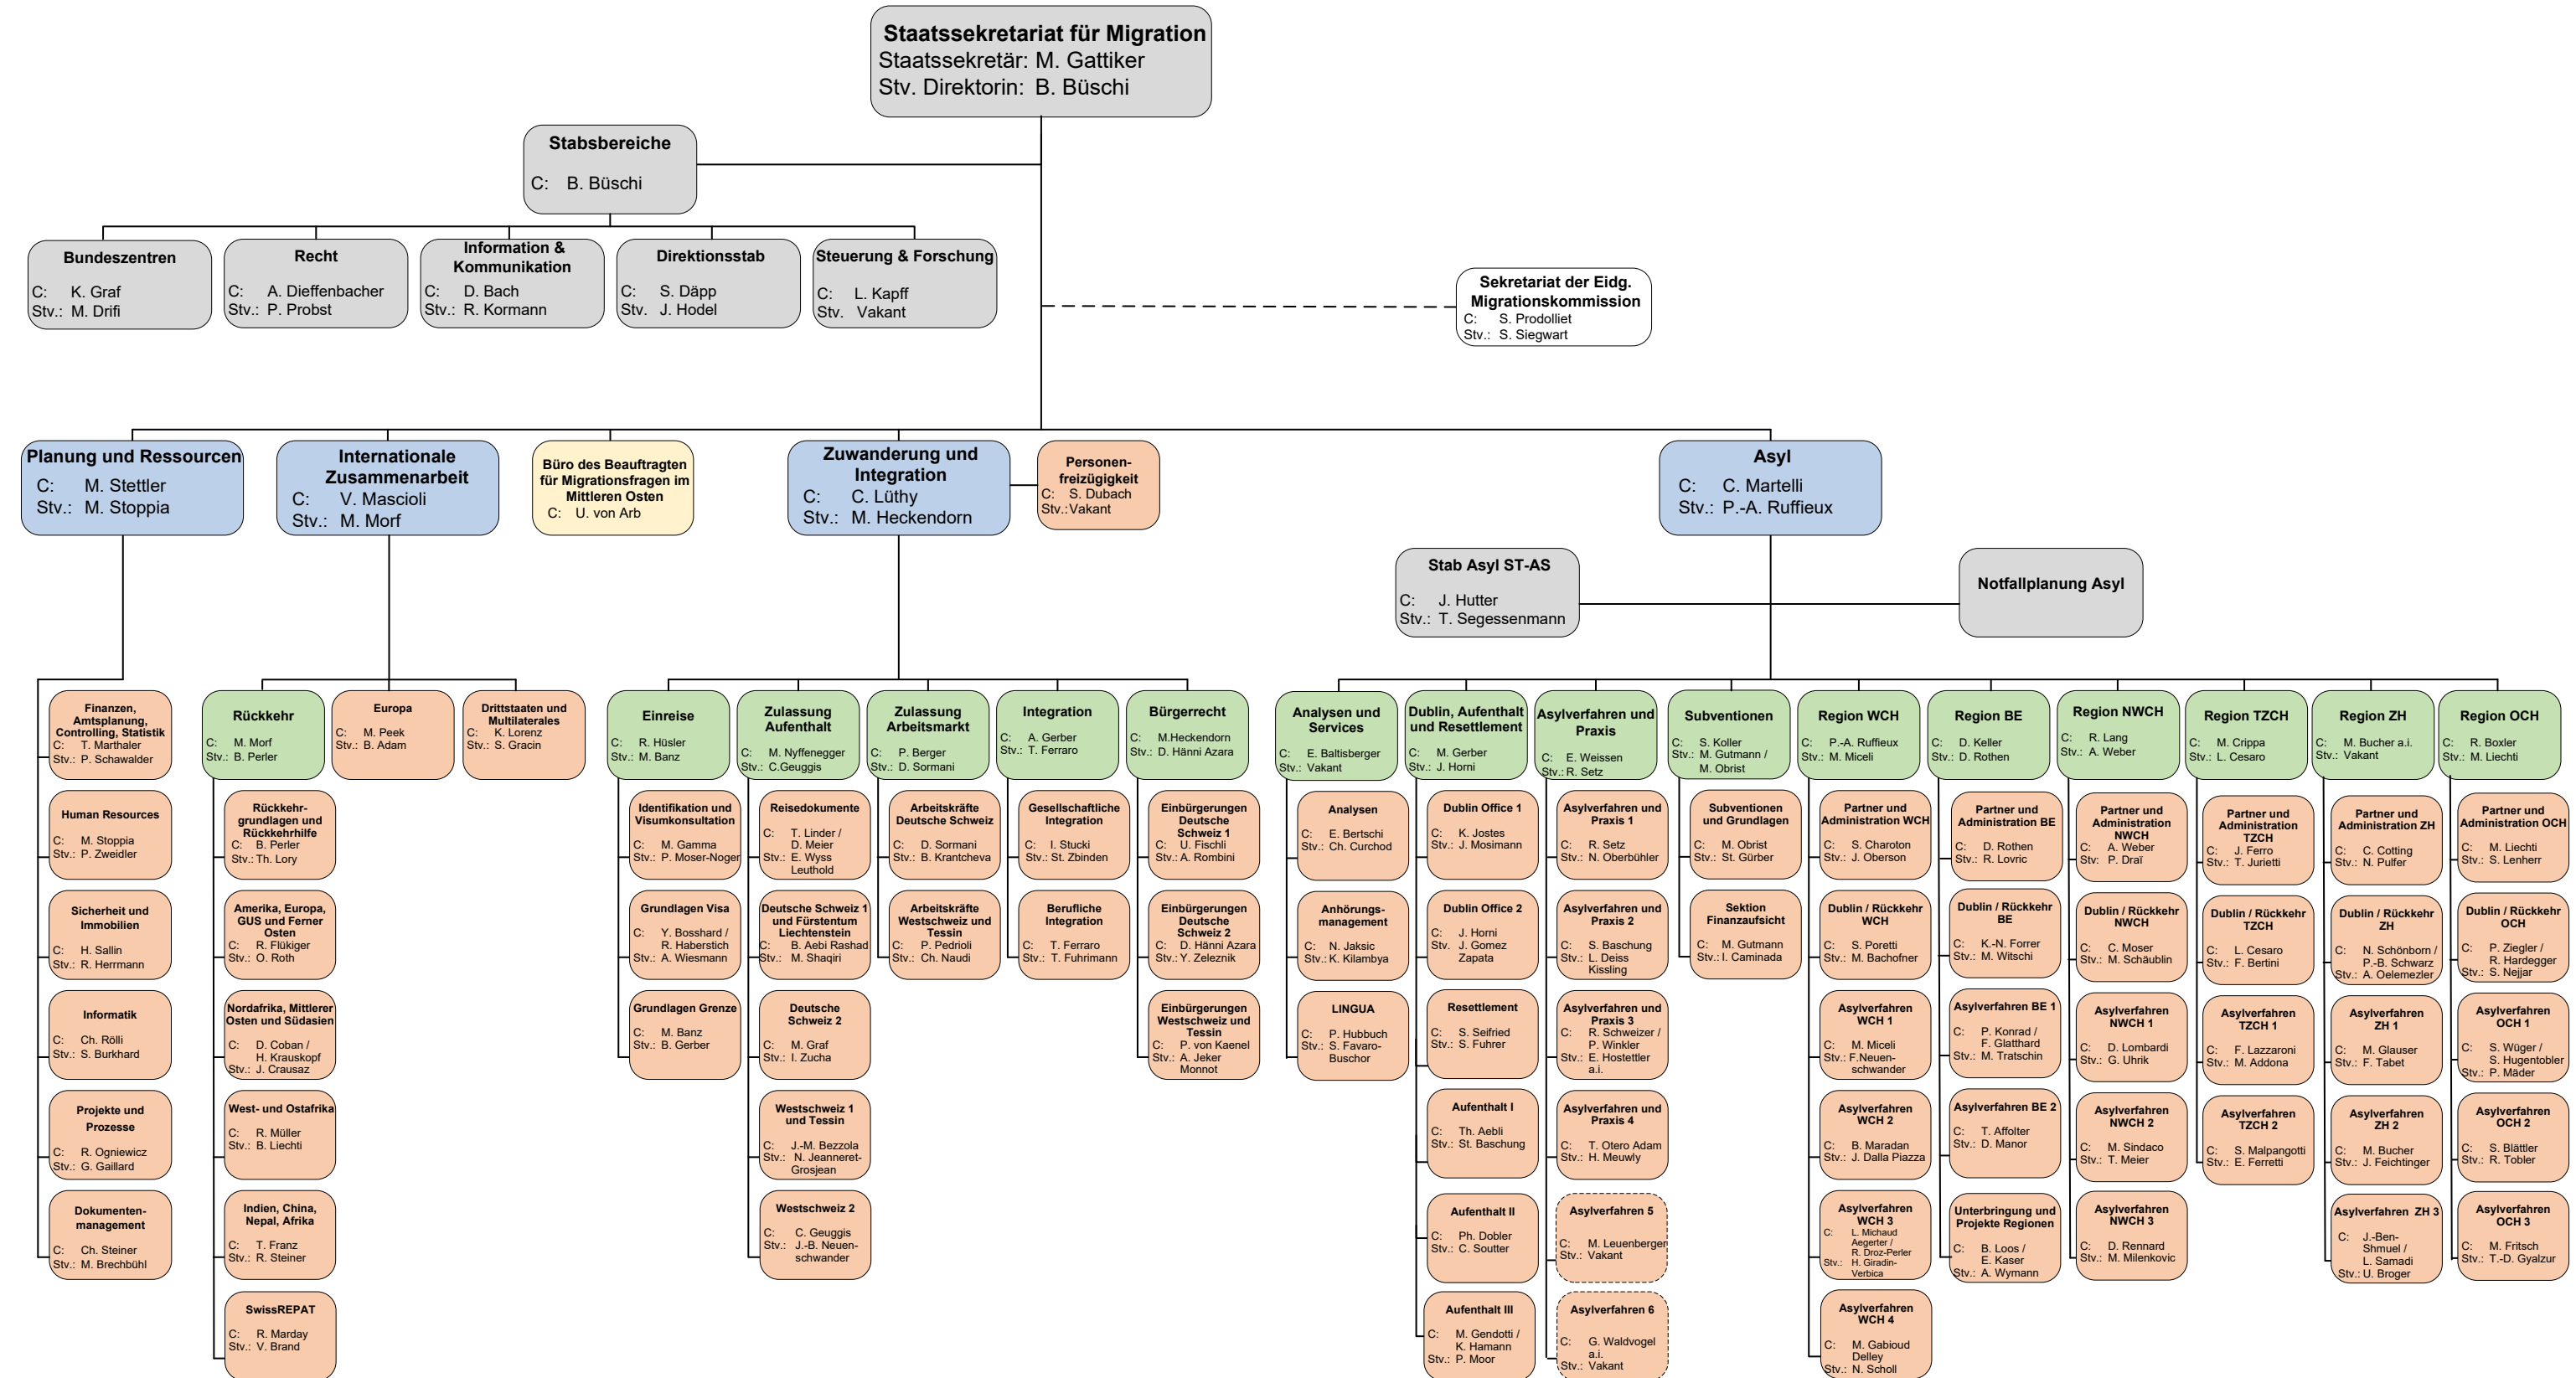 Staatssekretariat für Migration
Staatssekretär: M. Gattiker
Stv. Direktorin: B. Büschi
Stabsbereiche
C: B. Büschi
Bundeszentren
C: K. Graf
Stv.: M. Drifi
Recht
C: A. Dieffenbacher
Stv.: P. Probst
Information &
Kommunikation
C: D. Bach
Stv.: R. Kormann
Direktionsstab
C: S. Däpp
Stv. J. Hodel
Steuerung & Forschung
C: L. Kapff
Stv. Vakant
Sekretariat der Eidg.
Migrationskommission
C: S. Prodolliet
Stv.: S. Siegwart
Planung und Ressourcen
C: M. Stettler
Stv.: M. Stoppia
Internationale
Zusammenarbeit
C: V. Mascioli
Stv.: M. Morf
Büro des Beauftragten
für Migrationsfragen im
Mittleren Osten
C: U. von Arb
Zuwanderung und
Integration
C: C. Lüthy
Stv.: M. Heckendorn
Personen-
freizügigkeit
C: S. Dubach
Stv.: Vakant
Asyl
C: C. Martelli
Stv.: P.-A. Ruffieux
Stab Asyl ST-AS
C: J. Hutter
Stv.: T. Segessenmann
Notfallplanung Asyl
Finanzen,
Amtsplanung,
Controlling, Statistik
C: T. Marthaler
Stv.: P. Schawalder
Human Resources
C: M. Stoppia
Stv.: P. Zweidler
Sicherheit und
Immobilien
C: H. Sallin
Stv.: R. Herrmann
Informatik
C: Ch. Rölli
Stv.: S. Burkhard
Projekte und
Prozesse
C: R. Ogniewicz
Stv.: G. Gaillard
Dokumenten-
management
C: Ch. Steiner
Stv.: M. Brechbühl
Rückkehr
C: M. Morf
Stv.: B. Perler
Rückkehr-
grundlagen und
Rückkehrhilfe
C: B. Perler
Stv.: Th. Lory
Amerika, Europa,
GUS und Ferner
Osten
C: R. Flükiger
Stv.: O. Roth
Nordafrika, Mittlerer
Osten und Südasien
C: D. Coban /
H. Krauskopf
Stv.: J. Crausaz
West- und Ostafrika
C: R. Müller
Stv.: B. Liechti
Indien, China,
Nepal, Afrika
C: T. Franz
Stv.: R. Steiner
SwissREPAT
C: R. Marday
Stv.: V. Brand
Europa
C: M. Peek
Stv.: B. Adam
Drittstaaten und
Multilaterales
C: K. Lorenz
Stv.: S. Gracin
Einreise
C: R. Hüsler
Stv.: M. Banz
Identifikation und
Visumkonsultation
C: M. Gamma
Stv.: P. Moser-Noger
Grundlagen Visa
C: Y. Bosshard /
R. Haberstich
Stv.: A. Wiesmann
Grundlagen Grenze
C: M. Banz
Stv.: B. Gerber
Zulassung
Aufenthalt
C: M. Nyffenegger
Stv.: C.Geuggis
Reisedokumente
C: T. Linder /
D. Meier
Stv.: E. Wyss
Leuthold
Deutsche Schweiz 1
und Fürstentum
Liechtenstein
C: B. Aebi Rashad
Stv.: M. Shaqiri
Deutsche
Schweiz 2
C: M. Graf
Stv.: I. Zucha
Westschweiz 1
und Tessin
C: J.-M. Bezzola
Stv.: N. Jeanneret-
Grosjean
Westschweiz 2
C: C. Geuggis
Stv.: J.-B. Neuen-
schwander
Zulassung
Arbeitsmarkt
C: P. Berger
Stv.: D. Sormani
Arbeitskräfte
Deutsche Schweiz
C: D. Sormani
Stv.: B. Krantcheva
Arbeitskräfte
Westschweiz und
Tessin
C: P. Pedrioli
Stv.: Ch. Naudi
Integration
C: A. Gerber
Stv.: T. Ferraro
Gesellschaftliche
Integration
C: I. Stucki
Stv.: St. Zbinden
Berufliche
Integration
C: T. Ferraro
Stv.: T. Fuhrimann
Bürgerrecht
C: M.Heckendorn
Stv.: D. Hänni Azara
Einbürgerungen
Deutsche
Schweiz 1
C: U. Fischli
Stv.: A. Rombini
Einbürgerungen
Deutsche
Schweiz 2
C: D. Hänni Azara
Stv.: Y. Zeleznik
Einbürgerungen
Westschweiz und
Tessin
C: P. von Kaenel
Stv.: A. Jeker
Monnot
Analysen und
Services
C: E. Baltisberger
Stv.: Vakant
Analysen
C: E. Bertschi
Stv.: Ch. Curchod
Anhörungs-
management
C: N. Jaksic
Stv.: K. Kilambya
LINGUA
C: P. Hubbuch
Stv.: S. Favaro-
Buschor
Dublin, Aufenthalt
und Resettlement
C: M. Gerber
Stv.: J. Horni
Dublin Office 1
C: K. Jostes
Stv.: J. Mosimann
Dublin Office 2
C: J. Horni
Stv. J. Gomez
Zapata
Resettlement
C: S. Seifried
Stv.: S. Fuhrer
Aufenthalt I
C: Th. Aebli
Stv.: St. Baschung
Aufenthalt II
C: Ph. Dobler
Stv.: C. Soutter
Aufenthalt III
C: M. Gendotti /
K. Hamann
Stv.: P. Moor
Asylverfahren und
Praxis
C: E. Weissen
Stv.: R. Setz
Asylverfahren und
Praxis 1
C: R. Setz
Stv.: N. Oberbühler
Asylverfahren und
Praxis 2
C: S. Baschung
Stv.: L. Deiss
Kissling
Asylverfahren und
Praxis 3
C: R. Schweizer /
P. Winkler
Stv.: E. Hostettler
a.i.
Asylverfahren und
Praxis 4
C: T. Otero Adam
Stv.: H. Meuwly
Asylverfahren 5
C: M. Leuenberger
Stv.: Vakant
Asylverfahren 6
C: G. Waldvogel
a.i.
Stv.: Vakant
Subventionen
C: S. Koller
Stv.: M. Gutmann /
M. Obrist
Subventionen
und Grundlagen
C: M. Obrist
Stv.: St. Gürber
Sektion
Finanzaufsicht
C: M. Gutmann
Stv.: I. Caminada
Region WCH
C: P.-A. Ruffieux
Stv.: M. Miceli
Partner und
Administration WCH
C: S. Charoton
Stv.: J. Oberson
Dublin / Rückkehr
WCH
C: S. Poretti
Stv.: M. Bachofner
Asylverfahren
WCH 1
C: M. Miceli
Stv.: F.Neuen-
schwander
Asylverfahren
WCH 2
C: B. Maradan
Stv.: J. Dalla Piazza
Asylverfahren
WCH 3
C: L. Michaud
Aegerter /
R. Droz-Perler
Stv.: H. Giradin-
Verbica
Asylverfahren
WCH 4
C: M. Gabioud
Delley
Stv.: N. Scholl
Region BE
C: D. Keller
Stv.: D. Rothen
Partner und
Administration BE
C: D. Rothen
Stv.: R. Lovric
Dublin / Rückkehr
BE
C: K.-N. Forrer
Stv.: M. Witschi
Asylverfahren BE 1
C: P. Konrad /
F. Glatthard
Stv.: M. Tratschin
Asylverfahren BE 2
C: T. Affolter
Stv.: D. Manor
Unterbringung und
Projekte Regionen
C: B. Loos /
E. Kaser
Stv.: A. Wymann
Region NWCH
C: R. Lang
Stv.: A. Weber
Partner und
Administration
NWCH
C: A. Weber
Stv: P. Draï
Dublin / Rückkehr
NWCH
C: C. Moser
Stv.: M. Schäublin
Asylverfahren
NWCH 1
C: D. Lombardi
Stv.: G. Uhrik
Asylverfahren
NWCH 2
C: M. Sindaco
Stv.: T. Meier
Asylverfahren
NWCH 3
C: D. Rennard
Stv.: M. Milenkovic
Region TZCH
C: M. Crippa
Stv.: L. Cesaro
Partner und
Administration
TZCH
C: J. Ferro
Stv.: T. Jurietti
Dublin / Rückkehr
TZCH
C: L. Cesaro
Stv.: F. Bertini
Asylverfahren
TZCH 1
C: F. Lazzaroni
Stv.: M. Addona
Asylverfahren
TZCH 2
C: S. Malpangotti
Stv.: E. Ferretti
Region ZH
C: M. Bucher a.i.
Stv.: Vakant
Partner und
Administration ZH
C: C. Cotting
Stv.: N. Pulfer
Dublin / Rückkehr
ZH
C: N. Schönborn /
P.-B. Schwarz
Stv.: A. Oelemezler
Asylverfahren
ZH 1
C: M. Glauser
Stv.: F. Tabet
Asylverfahren
ZH 2
C: M. Bucher
Stv.: J. Feichtinger
Asylverfahren ZH 3
C: J.-Ben-
Shmuel /
L. Samadi
Stv.: U. Broger
Region OCH
C: R. Boxler
Stv.: M. Liechti
Partner und
Administration OCH
C: M. Liechti
Stv.: S. Lenherr
Dublin / Rückkehr
OCH
C: P. Ziegler /
R. Hardegger
Stv.: S. Nejjar
Asylverfahren
OCH 1
C: S. Wüger /
S. Hugentobler
Stv.: P. Mäder
Asylverfahren
OCH 2
C: S. Blättler
Stv.: R. Tobler
Asylverfahren
OCH 3
C: M. Fritsch
Stv.: T.-D. Gyalzur